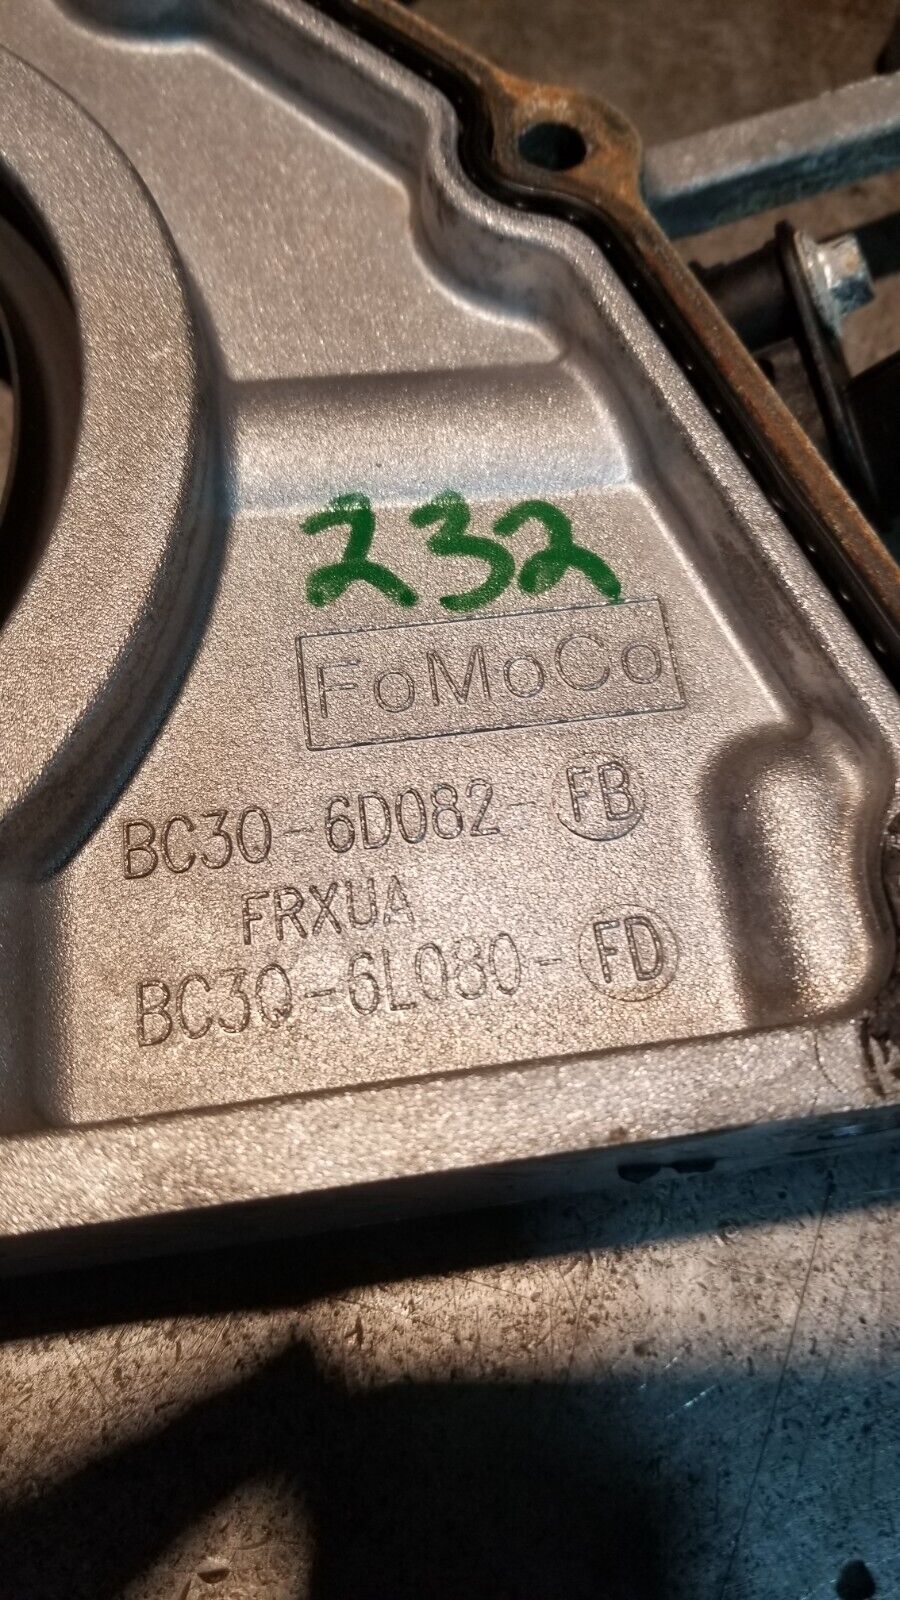 232
FoMoCo
BC3Q-6D082-FB
FRXUA
BC3Q-6L080-FD